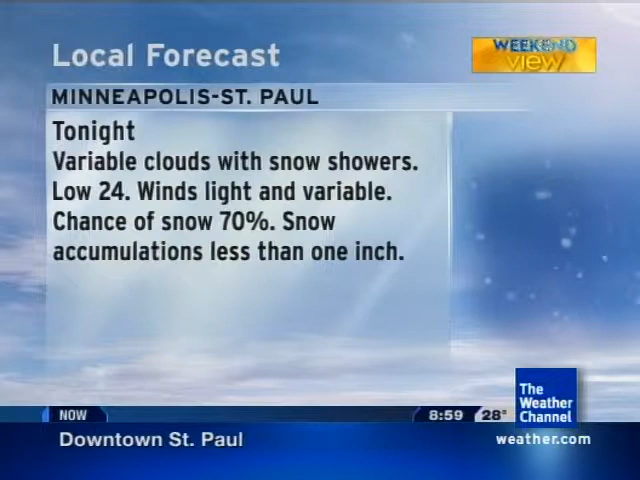 Local Forecast
WEEKEND
view
MINNEAPOLIS-ST. PAUL
Tonight
Variable clouds with snow showers.
Low 24. Winds light and variable.
Chance of snow 70%. Snow
accumulations less than one inch.
The
Weather
Channel
NOW
8:59 28°
Downtown St. Paul
weather.com